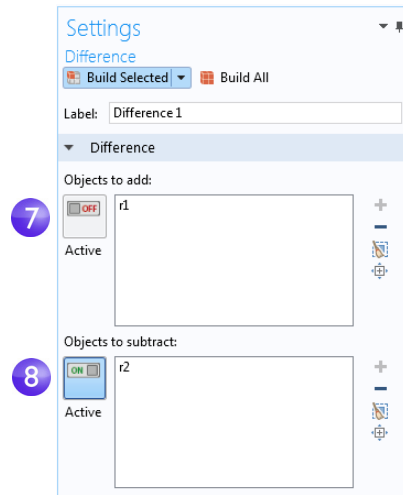 Settings
Difference
Build Selected Build All
Label: Difference 1
Difference
Objects to add:
7
OFF
r1
Active
Objects to subtract:
8
ON
r2
Active